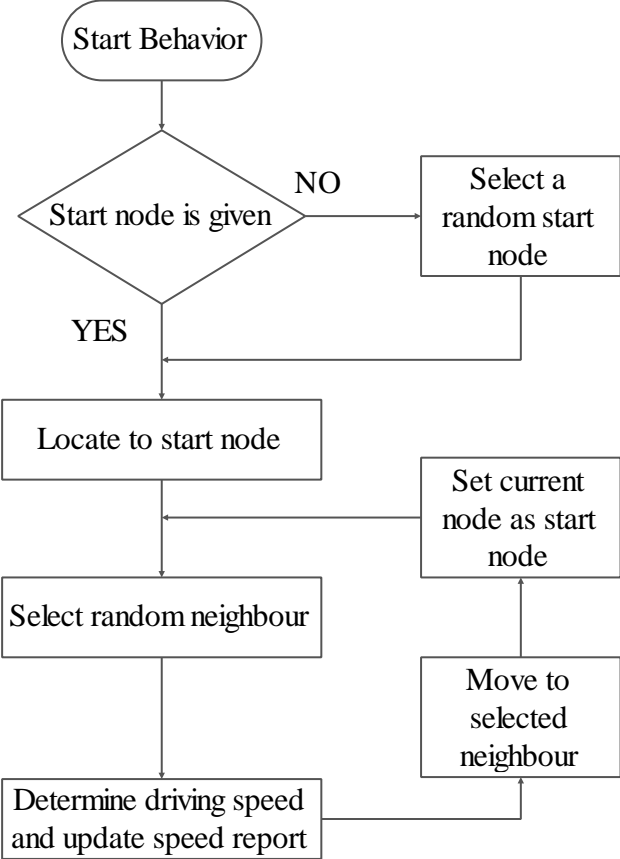 Start Behavior
NO
Select a
random start
node
Start node is given
YES
Locate to start node
Set current
node as start
node
Select random neighbour
Move to
selected
neighbour
Determine driving speed
and update speed report